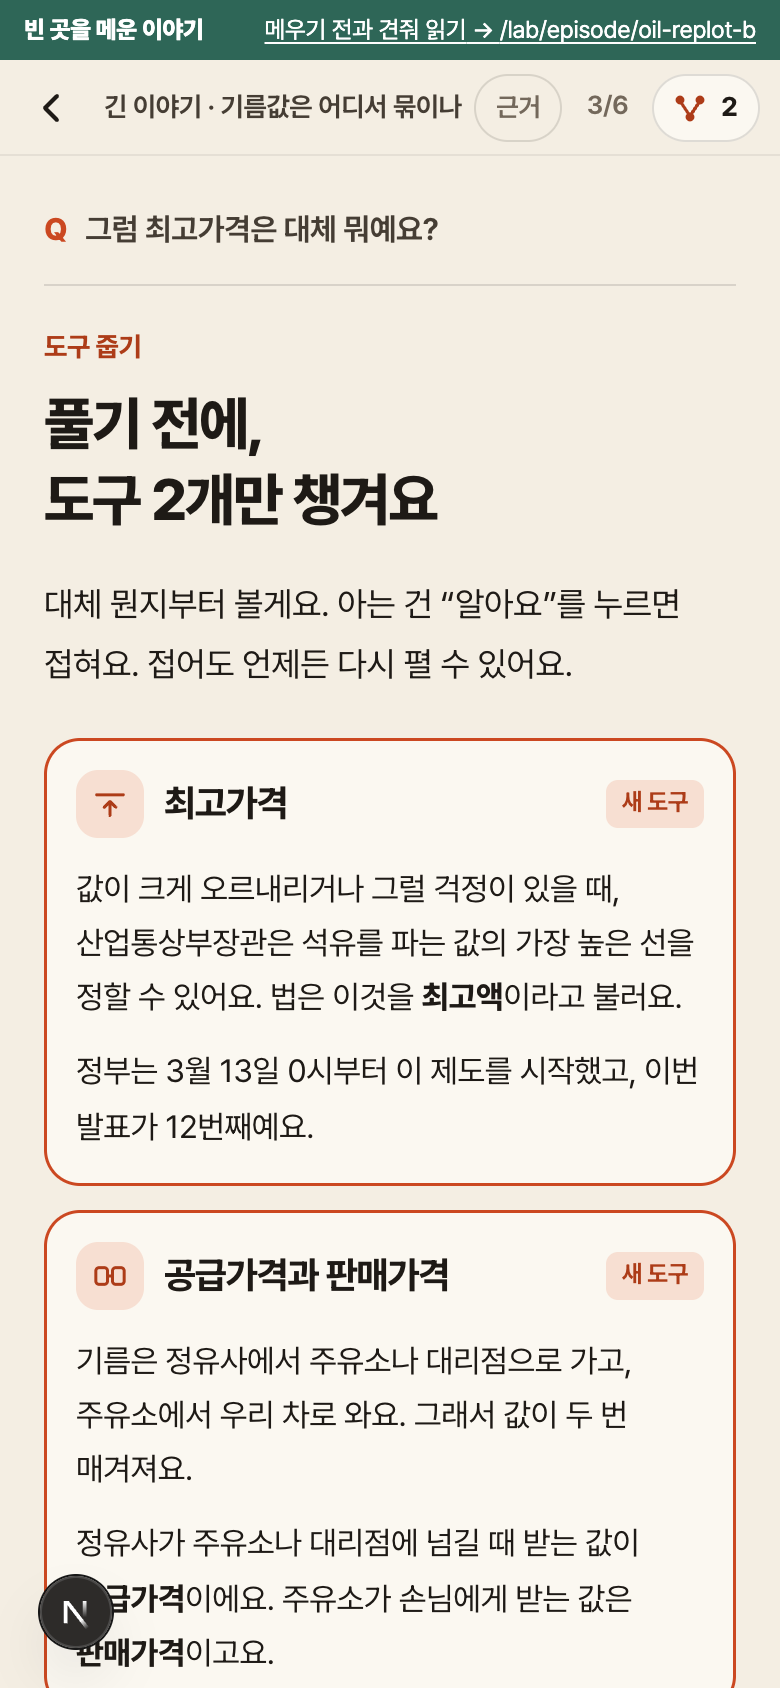 빈 곳을 메운 이야기
메우기 전과 견줘 읽기 → /lab/episode/oil-replot-b
긴 이야기 · 기름값은 어디서 묶이나
근거
3/6
2
Q 그럼 최고가격은 대체 뭐예요?
도구 줍기
풀기 전에,
도구 2개만 챙겨요
대체 뭔지부터 볼게요. 아는 건 “알아요”를 누르면
접혀요. 접어도 언제든 다시 펼 수 있어요.
최고가격
새 도구
값이 크게 오르내리거나 그럴 걱정이 있을 때,
산업통상부장관은 석유를 파는 값의 가장 높은 선을
정할 수 있어요. 법은 이것을 최고액이라고 불러요.
정부는 3월 13일 0시부터 이 제도를 시작했고, 이번
발표가 12번째예요.
공급가격과 판매가격
새 도구
기름은 정유사에서 주유소나 대리점으로 가고,
주유소에서 우리 차로 와요. 그래서 값이 두 번
매겨져요.
정유사가 주유소나 대리점에 넘길 때 받는 값이
급가격이에요. 주유소가 손님에게 받는 값은
판매가격이고요.
N